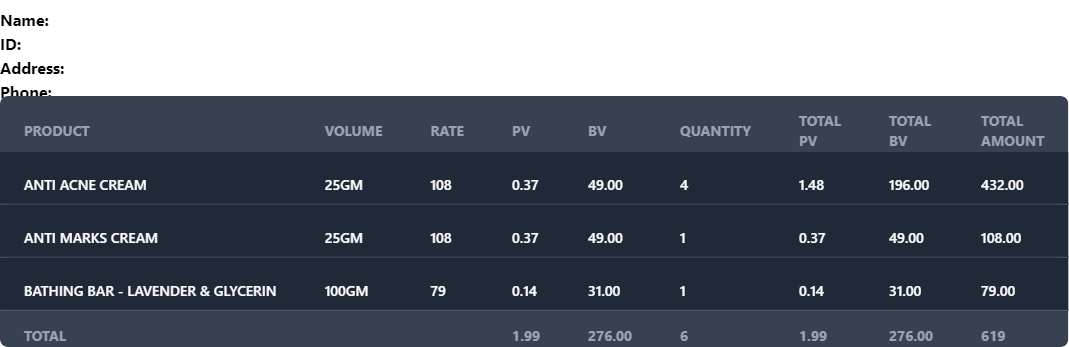 Name:
ID:
Address:
Phone:
PRODUCT VOLUME RATE PV BV QUANTITY TOTAL PV TOTAL BV TOTAL AMOUNT
ANTI ACNE CREAM 25GM 108 0.37 49.00 4 1.48 196.00 432.00
ANTI MARKS CREAM 25GM 108 0.37 49.00 1 0.37 49.00 108.00
BATHING BAR - LAVENDER & GLYCERIN 100GM 79 0.14 31.00 1 0.14 31.00 79.00
TOTAL 1.99 276.00 6 1.99 276.00 619